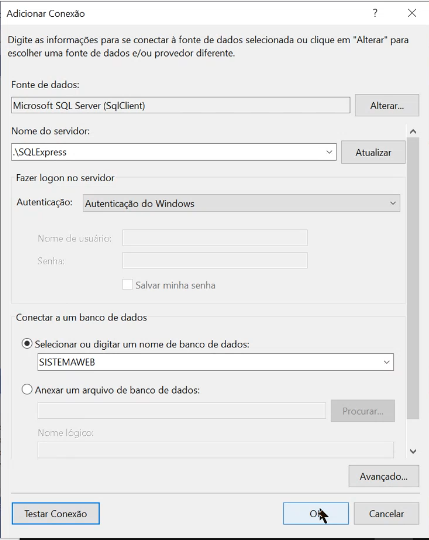 Adicionar Conexão
?
Digite as informações para se conectar à fonte de dados selecionada ou clique em "Alterar" para
escolher uma fonte de dados e/ou provedor diferente.
Fonte de dados:
Microsoft SQL Server (SqlClient)
Alterar...
Nome do servidor:
.\SQLExpress
Atualizar
Fazer logon no servidor
Autenticação:
Autenticação do Windows
Nome de usuário:
Senha:
Salvar minha senha
Conectar a um banco de dados
Selecionar ou digitar um nome de banco de dados:
SISTEMAWEB
Anexar um arquivo de banco de dados:
Procurar...
Nome lógico:
Avançado...
Testar Conexão
OK
Cancelar